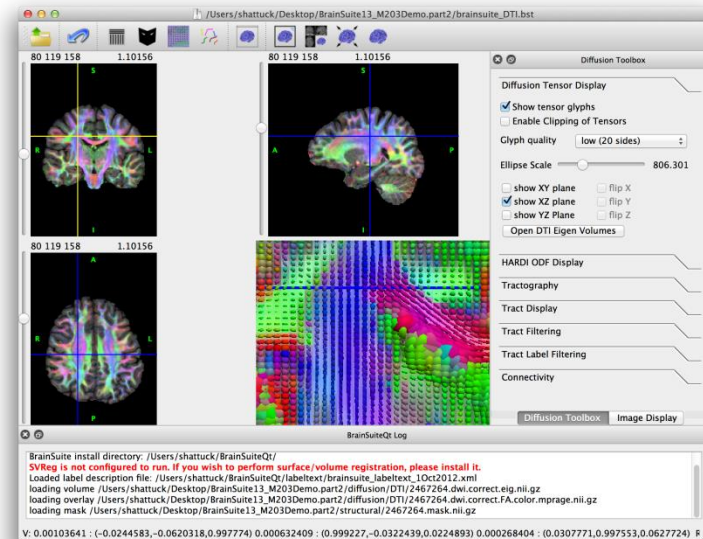 /Users/shattuck/Desktop/BrainSuite13_M203Demo.part2/brainsuite_DTI.bst
80 119 158 1.10156
S
R L
I
80 119 158 1.10156
S
A P
I
80 119 158 1.10156
A
R L
P
Diffusion Toolbox
Diffusion Tensor Display
Show tensor glyphs
Enable Clipping of Tensors
Glyph quality low (20 sides)
Ellipse Scale 806.301
show XY plane flip X
show XZ plane flip Y
show YZ Plane flip Z
Open DTI Eigen Volumes
HARDI ODF Display
Tractography
Tract Display
Tract Filtering
Tract Label Filtering
Connectivity
Diffusion Toolbox Image Display
BrainSuiteQt Log
BrainSuite install directory: /Users/shattuck/BrainSuiteQt/
SVReg is not configured to run. If you wish to perform surface/volume registration, please install it.
Loaded label description file: /Users/shattuck/BrainSuiteQt/labeltext/brainsuite_labeltext_1Oct2012.xml
loading volume /Users/shattuck/Desktop/BrainSuite13_M203Demo.part2/diffusion/DTI/2467264.dwi.correct.eig.nii.gz
loading overlay /Users/shattuck/Desktop/BrainSuite13_M203Demo.part2/diffusion/DTI/2467264.dwi.correct.FA.color.mprage.nii.gz
loading mask /Users/shattuck/Desktop/BrainSuite13_M203Demo.part2/structural/2467264.mask.nii.gz
V: 0.00103641 : (-0.0244583,-0.0620318,0.997774) 0.000632409 : (0.999227,-0.0322439,0.0224893) 0.000268404 : (0.0307771,0.997553,0.0627724)